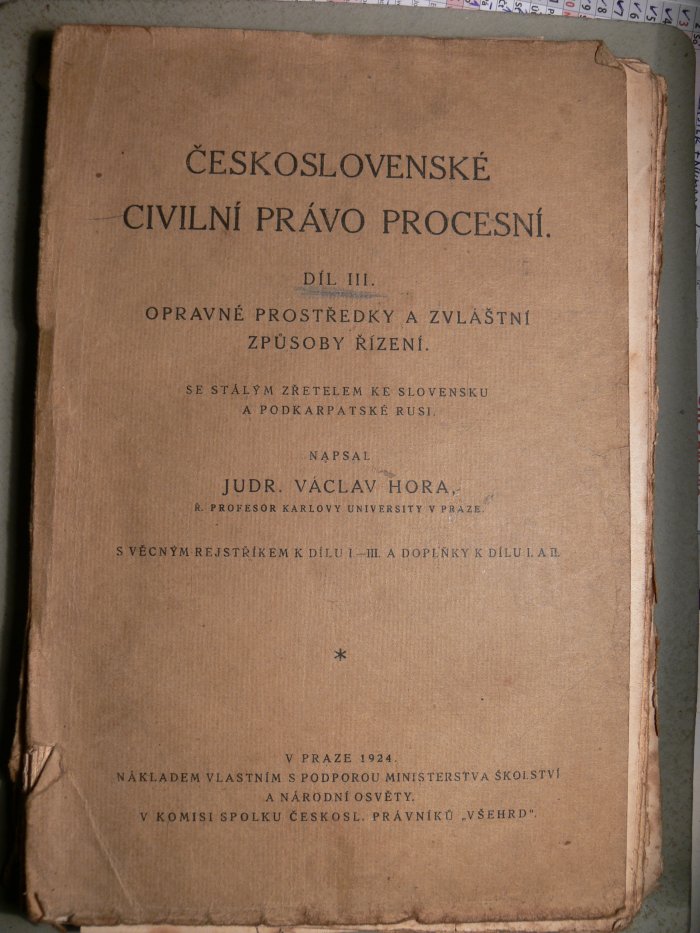 ČESKOSLOVENSKÉ
CIVILNÍ PRÁVO PROCESNÍ.
DÍL III.
OPRAVNÉ PROSTŘEDKY A ZVLÁŠTNÍ
ZPŮSOBY ŘÍZENÍ.
SE STÁLÝM ZŘETELEM KE SLOVENSKU
A PODKARPATSKÉ RUSI.
NAPSAL
JUDR. VÁCLAV HORA,
Ř. PROFESOR KARLOVY UNIVERSITY V PRAZE.
S VĚCNÝM REJSTŘÍKEM K DÍLU I.—III. A DOPLŇKY K DÍLU I. A II.
*
V PRAZE 1924.
NÁKLADEM VLASTNÍM S PODPOROU MINISTERSTVA ŠKOLSTVÍ
A NÁRODNÍ OSVĚTY.
V KOMISI SPOLKU ČESKOSL. PRÁVNÍKŮ „VŠEHRD".